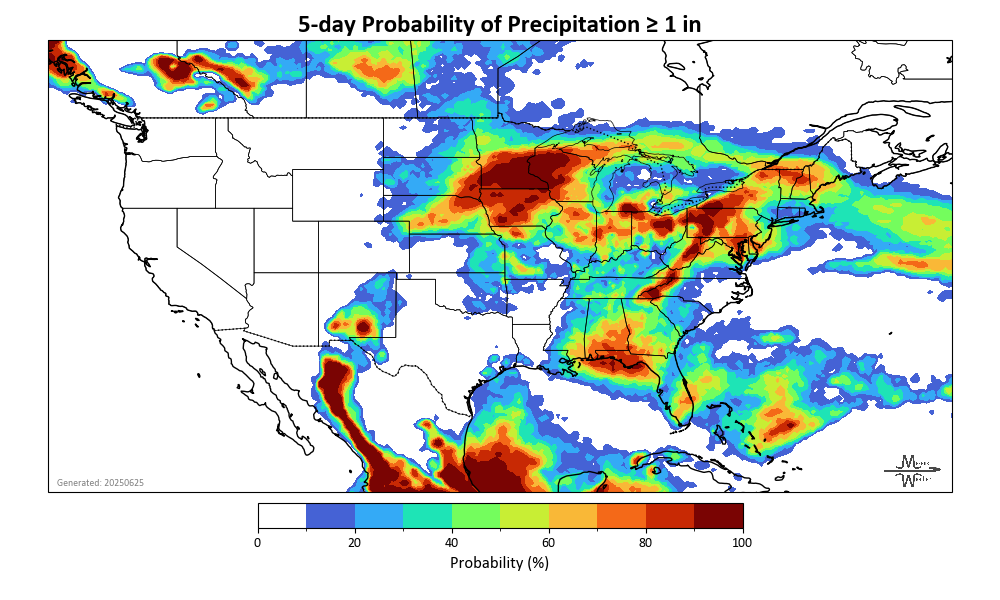 5-day Probability of Precipitation ≥ 1 in
Generated: 20250625
0 20 40 60 80 100
Probability (%)